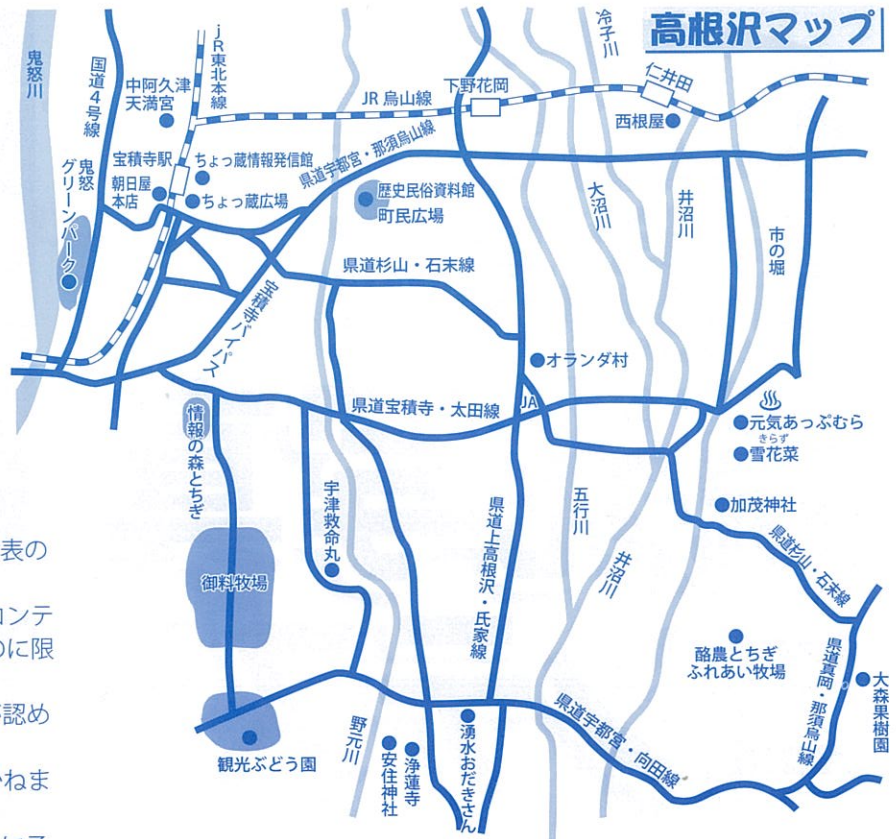 高根沢マップ
鬼怒川
国道4号線
jR東北本線
中阿久津
天満宮
JR 烏山線
下野花岡
冷子川
仁井田
西根屋
宝積寺駅
ちょっ蔵情報発信館
県道宇都宮・那須烏山線
朝日屋
本店
ちょっ蔵広場
歴史民俗資料館
町民広場
鬼怒
グリーンパーク
大沼川
井沼川
市の堀
県道杉山・石末線
宝積寺バイパス
オランダ村
県道宝積寺・太田線
JA
元気あっぷむら
きらず
雪花菜
情報の森とちぎ
宇津救命丸
県道上高根沢・氏家線
五行川
井沼川
加茂神社
県道杉山・石末線
御料牧場
酪農とちぎ
ふれあい牧場
県道真岡・那須烏山線
大森果樹園
観光ぶどう園
野元川
安住神社
浄蓮寺
湧水おだきさん
県道宇都宮・向田線
表の
コンテ
のに限
認め
ねま